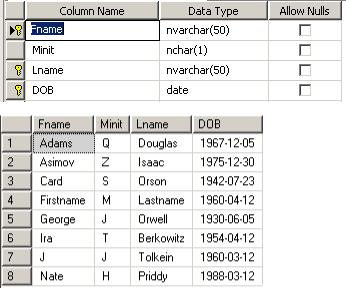 Column Name Data Type Allow Nulls
Fname nvarchar(50)
Minit nchar(1)
Lname nvarchar(50)
DOB date
Fname Minit Lname DOB
1 Adams Q Douglas 1967-12-05
2 Asimov Z Isaac 1975-12-30
3 Card S Orson 1942-07-23
4 Firstname M Lastname 1960-04-12
5 George J Orwell 1930-06-05
6 Ira T Berkowitz 1954-04-12
7 J J Tolkein 1960-03-12
8 Nate H Priddy 1988-03-12